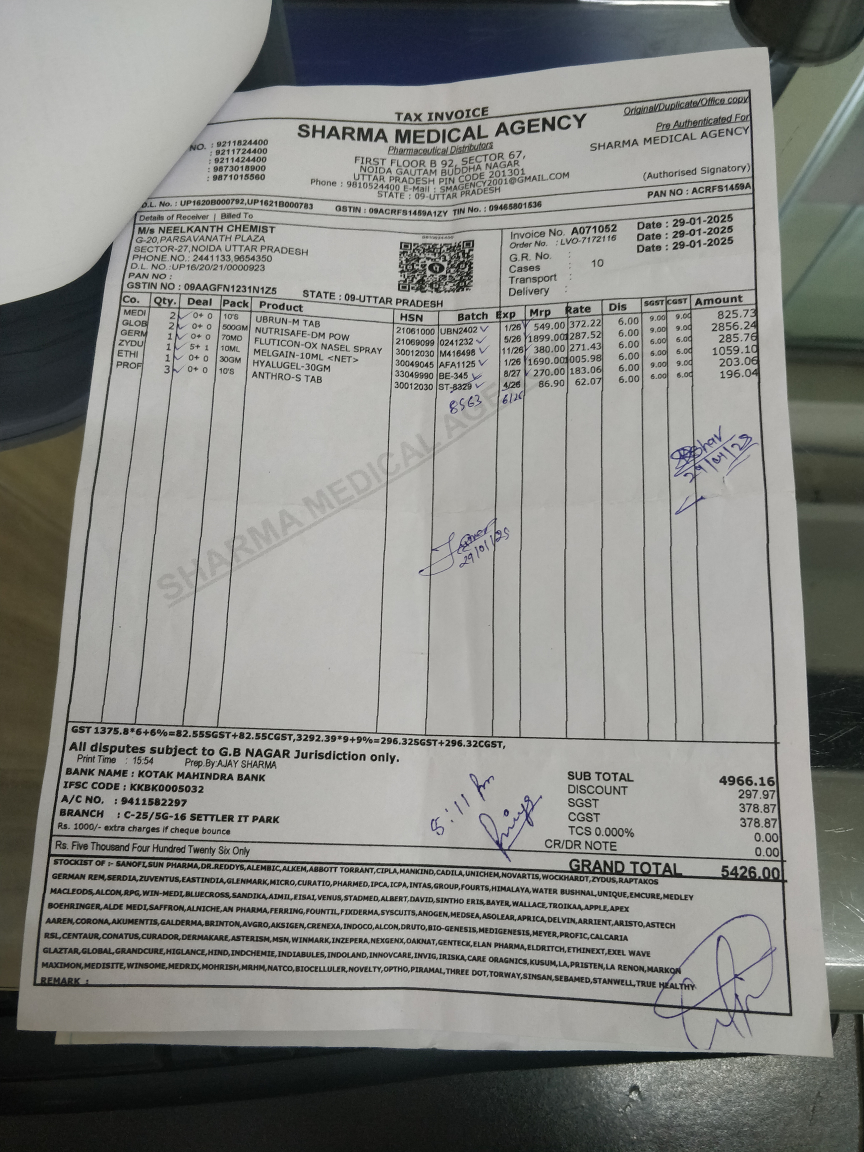 TAX INVOICE
Original/Duplicate/Office copy
SHARMA MEDICAL AGENCY
Pharmaceutical Distributors
Pre Authenticated For
SHARMA MEDICAL AGENCY
NO. : 9211824400
: 9211724400
: 9211424400
: 9873018900
: 9871015560
FIRST FLOOR B 92, SECTOR 67,
NOIDA GAUTAM BUDDHA NAGAR
UTTAR PRADESH PIN CODE 201301
Phone : 9810524400 E-Mail : SMAGENCY2001@GMAIL.COM
STATE : 09-UTTAR PRADESH
(Authorised Signatory)
D.L. No. : UP1620B000792,UP1621B000783
GSTIN : 09ACRFS1459A1ZY TIN No : 09465801536
PAN NO : ACRFS1459A
Details of Receiver | Billed To
M/s NEELKANTH CHEMIST
G-20,PARSAVANATH PLAZA
SECTOR-27,NOIDA UTTAR PRADESH
PHONE.NO: 2441133,9654350
D.L. NO.:UP16/20/21/0000923
PAN NO :
GSTIN NO : 09AAGFN1231N1Z5
STATE : 09-UTTAR PRADESH
Invoice No. A071052 Date : 29-01-2025
Order No.: LVO-7172116 Date : 29-01-2025
G.R. No. : Date : 29-01-2025
Cases : 10
Transport :
Delivery :
Co. Qty. Deal Pack Product HSN Batch Exp Mrp Rate Dis SGST CGST Amount
MEDI 2 0+ 0 10'S UBRUN-M TAB 21061000 UBN2402 1/26 549.00 372.22 6.00 9.00 9.00 825.73
GLOB 2 0+ 0 500GM NUTRISAFE-DM POW 21069099 0241232 5/26 1899.00 1287.52 6.00 9.00 9.00 2856.24
GERM 1 0+ 0 70MD FLUTICON-OX NASEL SPRAY 30012030 M416498 11/26 380.00 271.43 6.00 6.00 6.00 285.76
ZYDU 1 5+ 1 10ML MELGAIN-10ML <NET> 30049045 AFA1125 1/26 1690.00 1005.98 6.00 6.00 6.00 1059.10
ETHI 1 0+ 0 30GM HYALUGEL-30GM 33049990 BE-345 8/27 270.00 183.06 6.00 9.00 9.00 203.06
PROF 3 0+ 0 10'S ANTHRO-S TAB 30012030 ST-8329 4/26 86.90 62.07 6.00 6.00 6.00 196.04
8563 6/26
29/01/25
29/01/25
SHARMA MEDICAL AGENCY
GST 1375.8*6+6%=82.55SGST+82.55CGST,3292.39*9+9%=296.32SGST+296.32CGST,
All disputes subject to G.B NAGAR Jurisdiction only.
Print Time : 15:54 Prep.By:AJAY SHARMA
BANK NAME : KOTAK MAHINDRA BANK
IFSC CODE : KKBK0005032
A/C NO. : 9411582297
BRANCH : C-25/5G-16 SETTLER IT PARK
Rs. 1000/- extra charges if cheque bounce
5:11 Pm
SUB TOTAL 4966.16
DISCOUNT 297.97
SGST 378.87
CGST 378.87
TCS 0.000% 0.00
CR/DR NOTE 0.00
Rs. Five Thousand Four Hundred Twenty Six Only
GRAND TOTAL 5426.00
STOCKIST OF :- SANOFI,SUN PHARMA,DR.REDDYS,ALEMBIC,ALKEM,ABBOTT TORRANT,CIPLA,MANKIND,CADILA,UNICHEM,NOVARTIS,WOCKHARDT,ZYDUS,RAPTAKOS
GERMAN REM,SERDIA,ZUVENTUS,EASTINDIA,GLENMARK,MICRO,CURATIO,PHARMED,IPCA,ICPA,INTAS,GROUP,FOURTS,HIMALAYA,WATER BUSHNAL,UNIQUE,EMCURE,MEDLEY
MACLEODS,ALCON,RPG,WIN-MEDI,BLUECROSS,SANDIKA,AIMIL,EISAI,VENUS,STADMED,ALBERT,DAVID,SINTHO ERIS,BAYER,WALLACE,TROIKAA,APPLE,APEX
BOEHRINGER,ALDE MEDI,SAFFRON,ALNICHE,AN PHARMA,FERRING,FOUNTIL,FIXDERMA,SYSCUITS,ANOGEN,MEDSEA,ASOLEAR,APRICA,DELVIN,ARRIENT,ARISTO,ASTECH
AAREN,CORONA,AKUMENTIS,GALDERMA,BRINTON,AVGRO,AKSIGEN,CRENEXA,INDOCO,ALCON,DRUTO,BIO-GENESIS,MEDIGENESIS,MEYER,PROFIC,CALCARIA
RSL,CENTAUR,CONATUS,CURADOR,DERMAKARE,ASTERISM,MSN,WINMARK,INZEPERA,NEXGENX,OAKNAT,GENTECK,ELAN PHARMA,ELDRITCH,ETHINEXT,EXEL WAVE
GLAZTAR,GLOBAL,GRANDCURE,HIGLANCE,HIND,INDCHEMIE,INDIABULES,INDOLAND,INNOVCARE,INVIG,IRISKA,CARE ORAGNICS,KUSUM,LA,PRISTEN,LA RENON,MARKON
MAXIMON,MEDISITE,WINSOME,MEDRIX,MOHRISH,MRHM,NATCO,BIOCELLULER,NOVELTY,OPTHO,PIRAMAL,THREE DOT,TORWAY,SINSAN,SEBAMED,STANWELL,TRUE HEALTHY
REMARK :